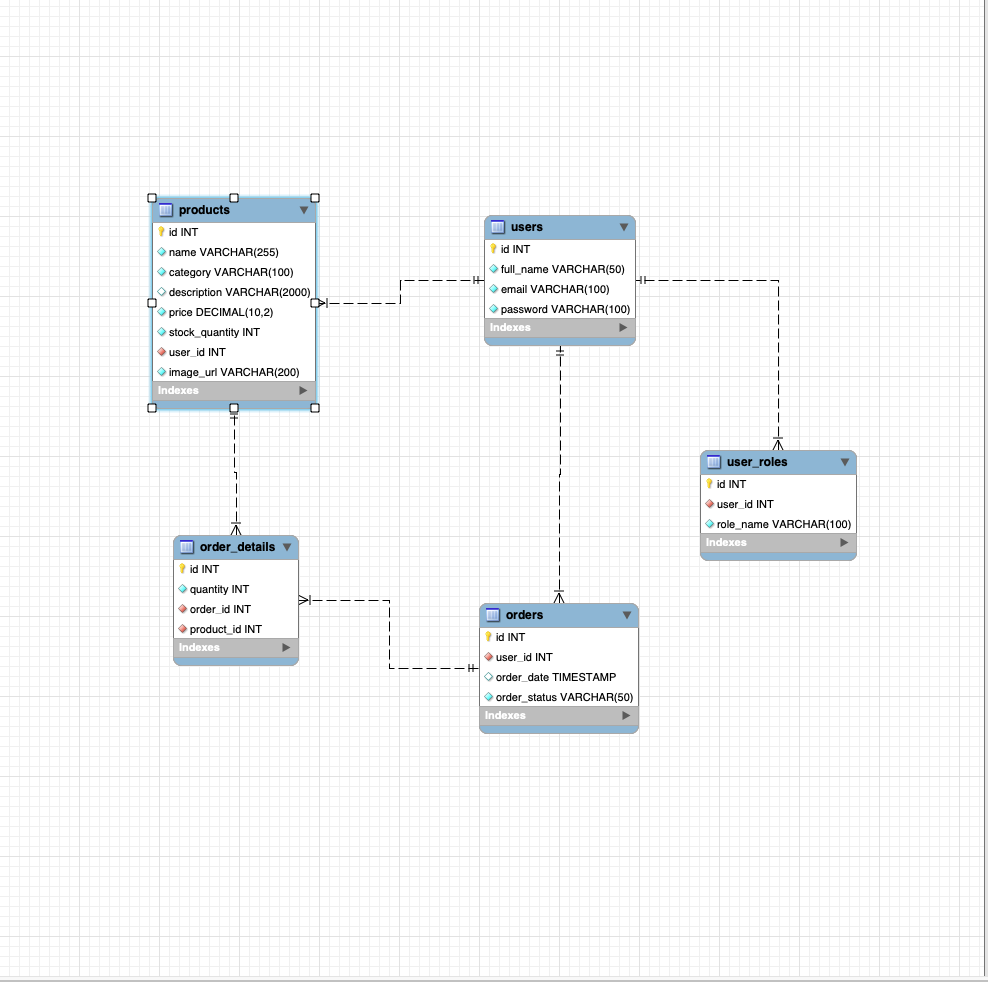 products
id INT
name VARCHAR(255)
category VARCHAR(100)
description VARCHAR(2000)
price DECIMAL(10,2)
stock_quantity INT
user_id INT
image_url VARCHAR(200)
Indexes
users
id INT
full_name VARCHAR(50)
email VARCHAR(100)
password VARCHAR(100)
Indexes
user_roles
id INT
user_id INT
role_name VARCHAR(100)
Indexes
order_details
id INT
quantity INT
order_id INT
product_id INT
Indexes
orders
id INT
user_id INT
order_date TIMESTAMP
order_status VARCHAR(50)
Indexes